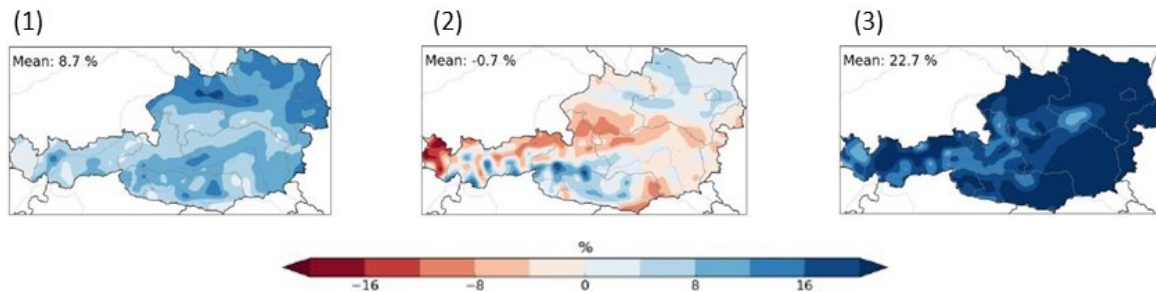 (1) (2) (3)
Mean: 8.7 % Mean: -0.7 % Mean: 22.7 %
%
−16 −8 0 8 16